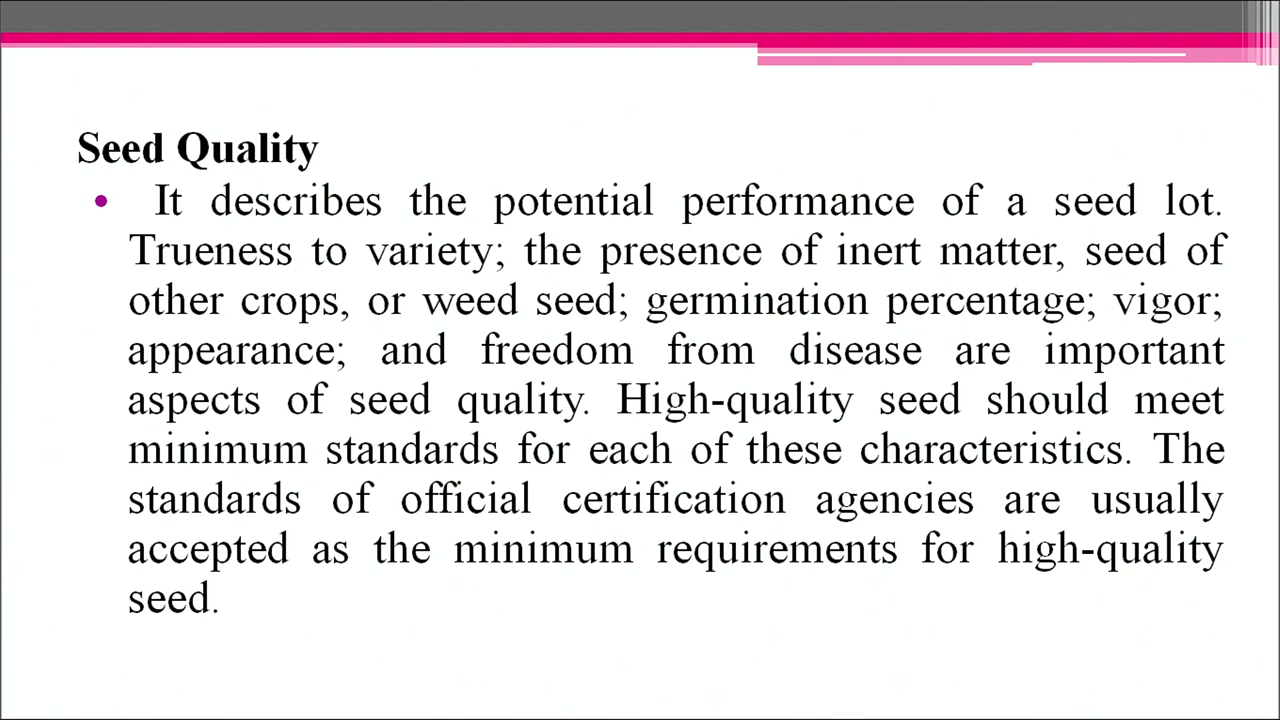 Seed Quality
• It describes the potential performance of a seed lot.
Trueness to variety; the presence of inert matter, seed of
other crops, or weed seed; germination percentage; vigor;
appearance; and freedom from disease are important
aspects of seed quality. High-quality seed should meet
minimum standards for each of these characteristics. The
standards of official certification agencies are usually
accepted as the minimum requirements for high-quality
seed.